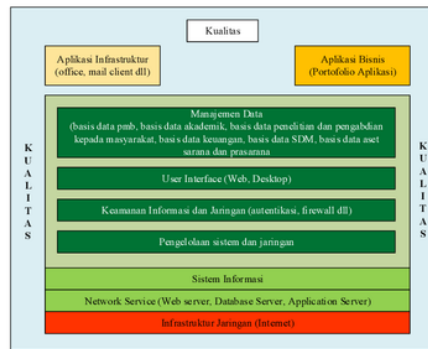 Kualitas
Aplikasi Infrastruktur
(office, mail client dll)
Aplikasi Bisnis
(Portofolio Aplikasi)
KUALITAS
Manajemen Data
(basis data pmb, basis data akademik, basis data penelitian dan pengabdian
kepada masyarakat, basis data keuangan, basis data SDM, basis data aset
sarana dan prasarana
User Interface (Web, Desktop)
Keamanan Informasi dan Jaringan (autentikasi, firewall dll)
Pengelolaan sistem dan jaringan
Sistem Informasi
Network Service (Web server, Database Server, Application Server)
Infrastruktur Jaringan (Internet)
KUALITAS